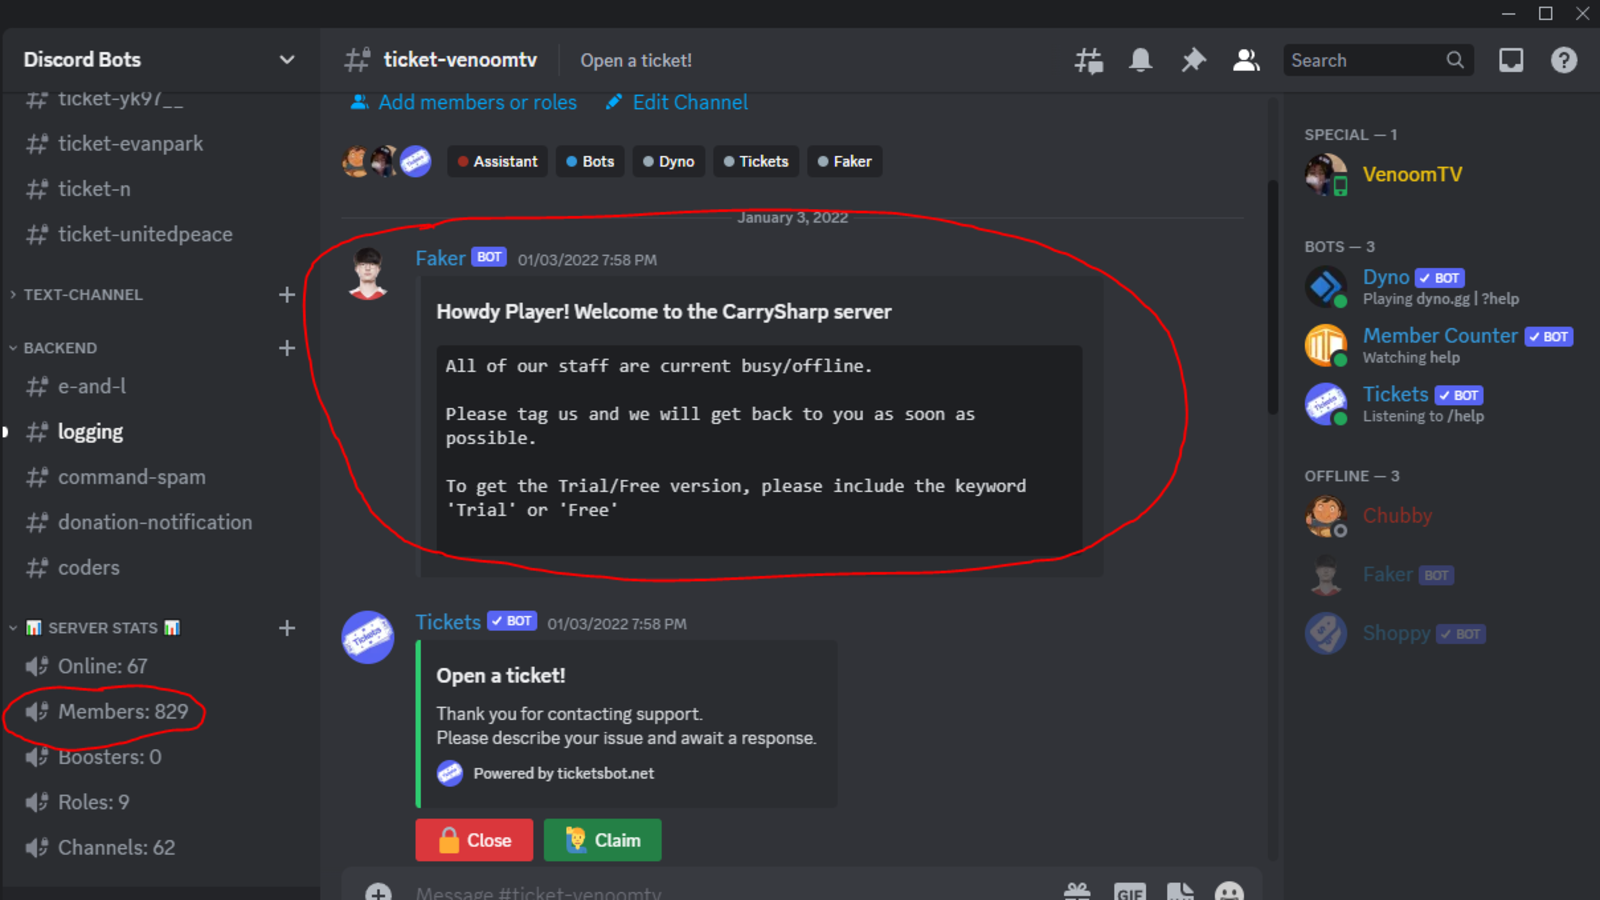 Discord Bots
ticket-yk97__
ticket-evanpark
ticket-n
ticket-unitedpeace
TEXT-CHANNEL
BACKEND
e-and-l
logging
command-spam
donation-notification
coders
SERVER STATS
Online: 67
Members: 829
Boosters: 0
Roles: 9
Channels: 62
ticket-venoomtv
Open a ticket!
Search
Add members or roles
Edit Channel
Assistant
Bots
Dyno
Tickets
Faker
January 3, 2022
Faker BOT 01/03/2022 7:58 PM
Howdy Player! Welcome to the CarrySharp server
All of our staff are current busy/offline.
Please tag us and we will get back to you as soon as
possible.
To get the Trial/Free version, please include the keyword
'Trial' or 'Free'
Tickets
Tickets BOT 01/03/2022 7:58 PM
Open a ticket!
Thank you for contacting support.
Please describe your issue and await a response.
Powered by ticketsbot.net
Close
Claim
Message #ticket-venoomtv
GIF
SPECIAL — 1
VenoomTV
BOTS — 3
Dyno BOT
Playing dyno.gg | ?help
Member Counter BOT
Watching help
Tickets
Tickets BOT
Listening to /help
OFFLINE — 3
Chubby
Faker BOT
Shoppy BOT